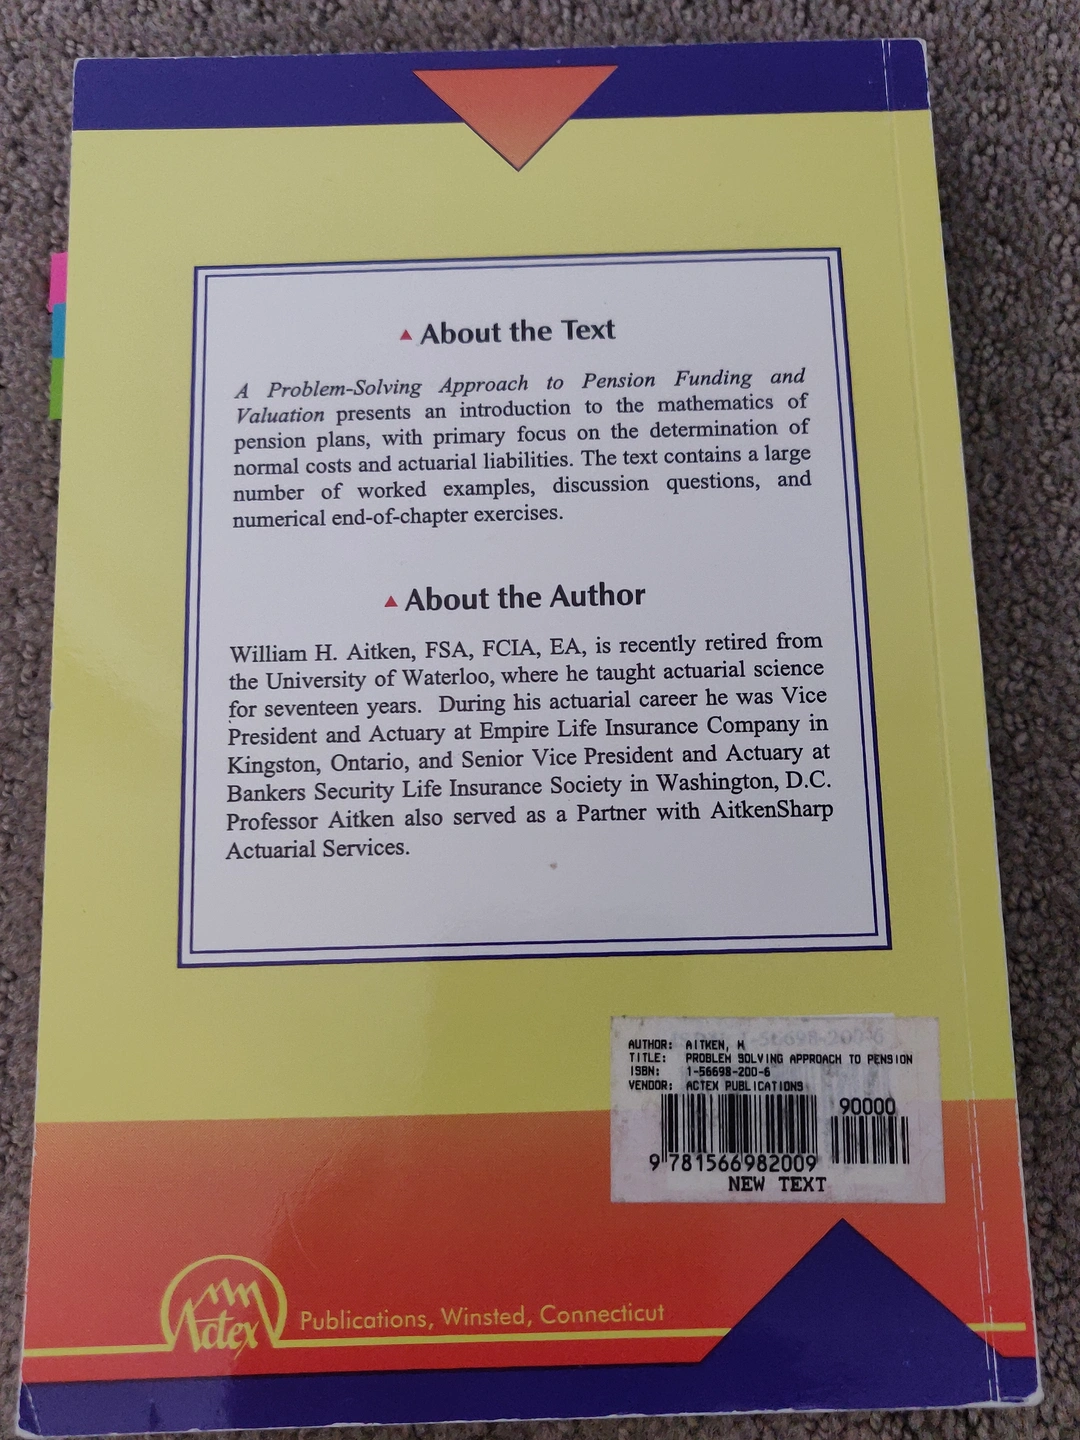 About the Text
A Problem-Solving Approach to Pension Funding and
Valuation presents an introduction to the mathematics of
pension plans, with primary focus on the determination of
normal costs and actuarial liabilities. The text contains a large
number of worked examples, discussion questions, and
numerical end-of-chapter exercises.
About the Author
William H. Aitken, FSA, FCIA, EA, is recently retired from
the University of Waterloo, where he taught actuarial science
for seventeen years. During his actuarial career he was Vice
President and Actuary at Empire Life Insurance Company in
Kingston, Ontario, and Senior Vice President and Actuary at
Bankers Security Life Insurance Society in Washington, D.C.
Professor Aitken also served as a Partner with AitkenSharp
Actuarial Services.
ISBN 1-56698-200-6
AUTHOR: AITKEN, W
TITLE: PROBLEM SOLVING APPROACH TO PENSION
ISBN: 1-56698-200-6
VENDOR: ACTEX PUBLICATIONS
90000
9 781566982009
NEW TEXT
Actex Publications, Winsted, Connecticut